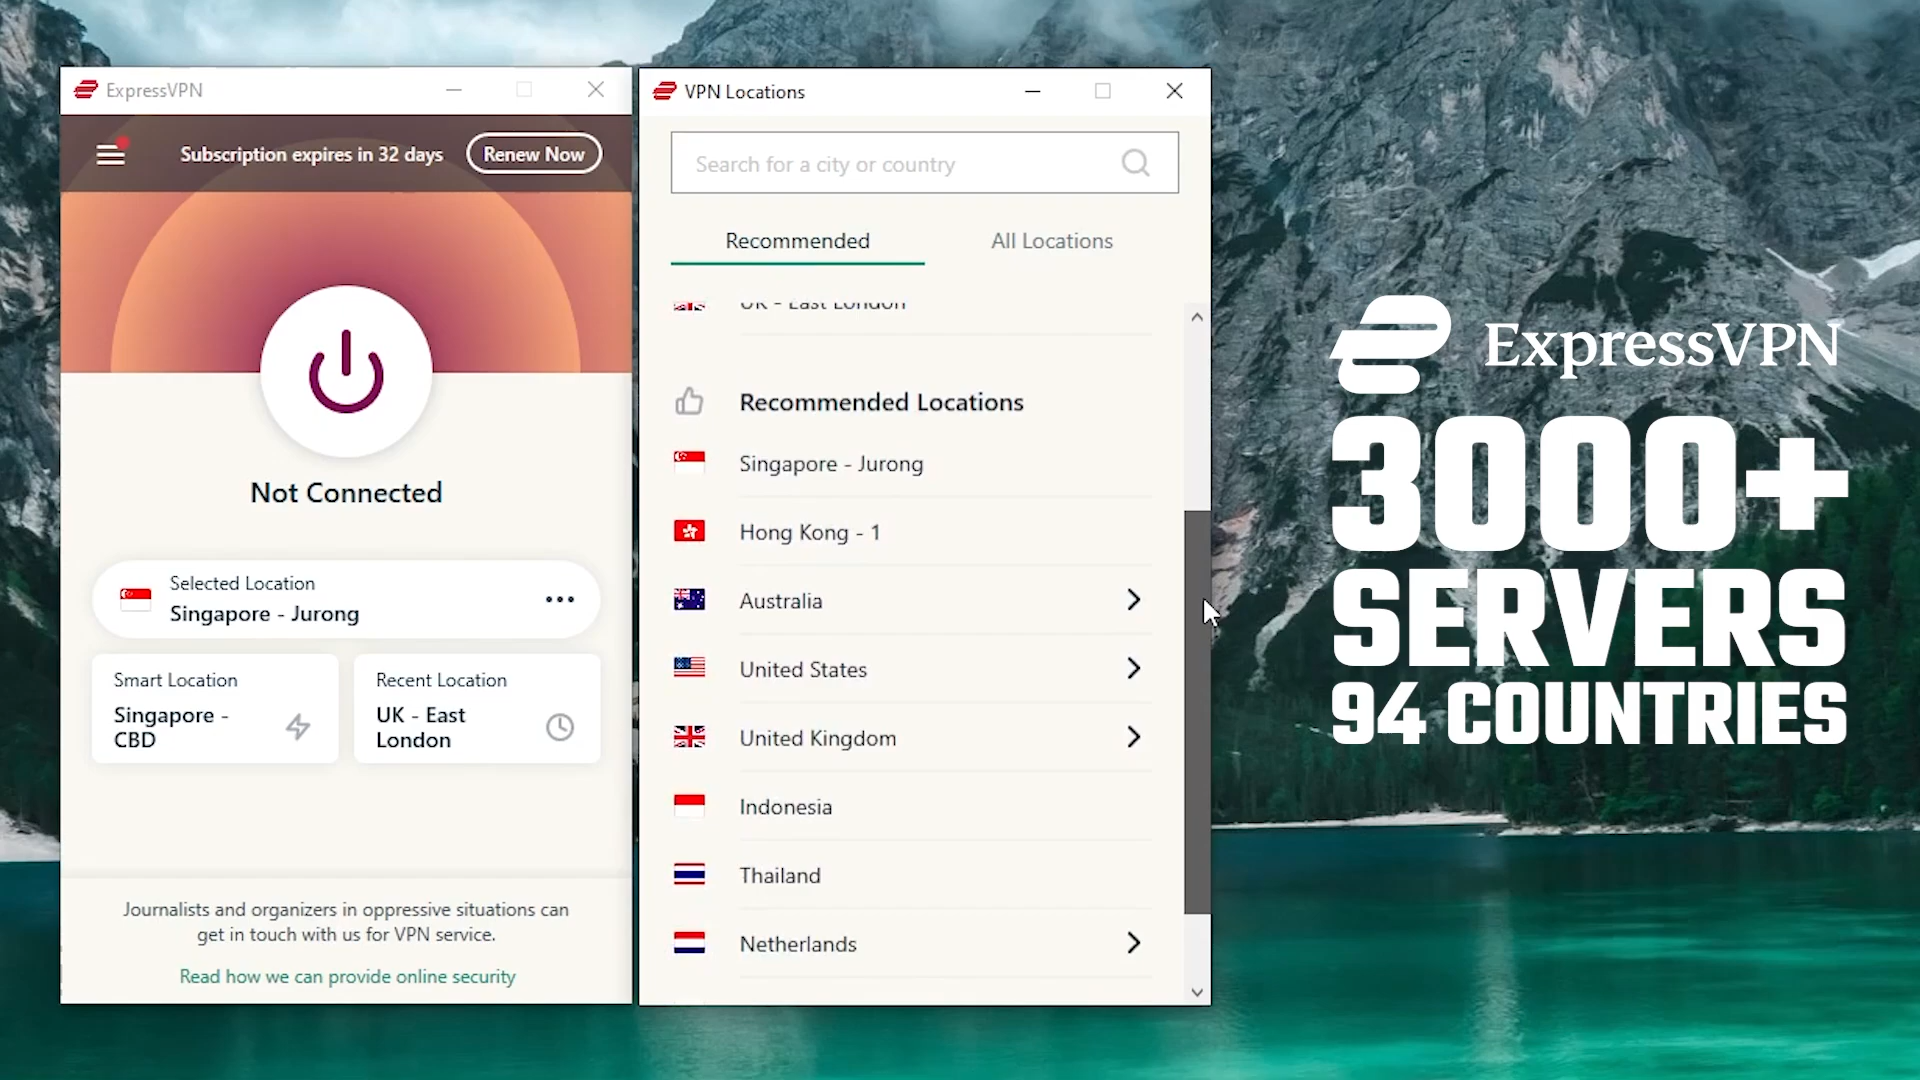 ExpressVPN
Subscription expires in 32 days
Renew Now
Not Connected
Selected Location
Singapore - Jurong
Smart Location
Singapore -
CBD
Recent Location
UK - East
London
Journalists and organizers in oppressive situations can
get in touch with us for VPN service.
Read how we can provide online security
VPN Locations
Search for a city or country
Recommended
All Locations
UK - East London
Recommended Locations
Singapore - Jurong
Hong Kong - 1
Australia
United States
United Kingdom
Indonesia
Thailand
Netherlands
ExpressVPN
3000+
SERVERS
94 COUNTRIES